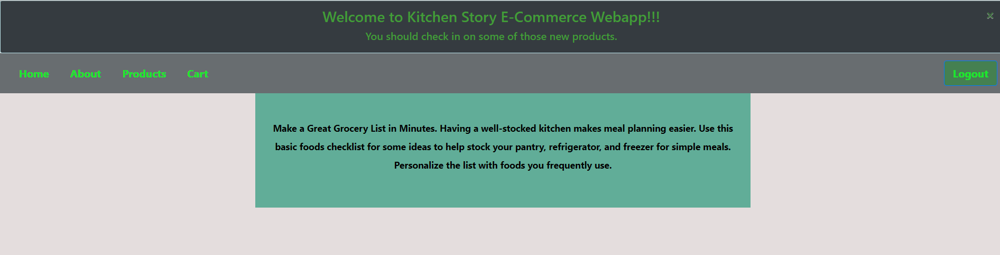 Welcome to Kitchen Story E-Commerce Webapp!!!
×
You should check in on some of those new products.
Home About Products Cart Logout
Make a Great Grocery List in Minutes. Having a well-stocked kitchen makes meal planning easier. Use this
basic foods checklist for some ideas to help stock your pantry, refrigerator, and freezer for simple meals.
Personalize the list with foods you frequently use.